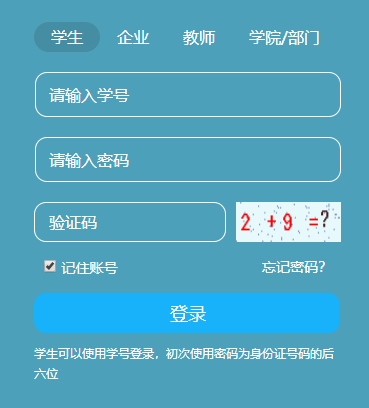 学生 企业 教师 学院/部门
请输入学号
请输入密码
验证码 2 + 9 =?
记住账号 忘记密码?
登录
学生可以使用学号登录，初次使用密码为身份证号码的后
六位